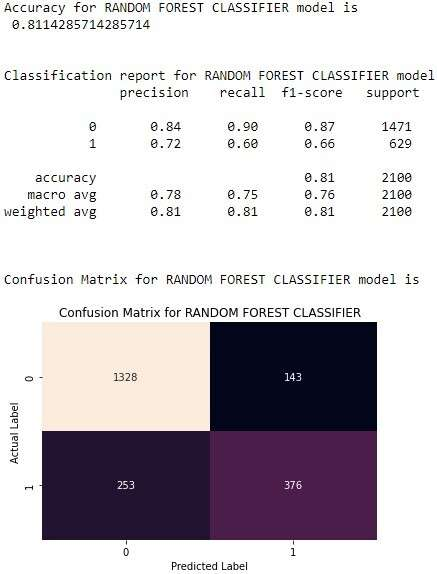 Accuracy for RANDOM FOREST CLASSIFIER model is
0.8114285714285714
Classification report for RANDOM FOREST CLASSIFIER model
precision recall f1-score support
0 0.84 0.90 0.87 1471
1 0.72 0.60 0.66 629
accuracy 0.81 2100
macro avg 0.78 0.75 0.76 2100
weighted avg 0.81 0.81 0.81 2100
Confusion Matrix for RANDOM FOREST CLASSIFIER model is
Confusion Matrix for RANDOM FOREST CLASSIFIER
0 1328 143
Actual Label
1 253 376
0 1
Predicted Label